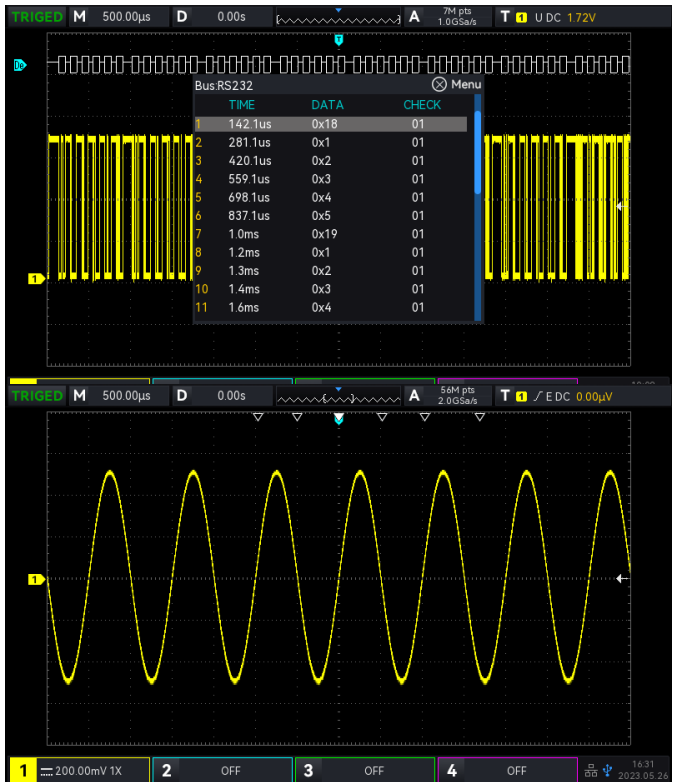 TRIGED M 500.00μs D 0.00s A 7M pts 1.0GSa/s T 1 U DC 1.72V
T
De
Bus:RS232 Menu
TIME DATA CHECK
1 142.1us 0x18 01
2 281.1us 0x1 01
3 420.1us 0x2 01
4 559.1us 0x3 01
5 698.1us 0x4 01
6 837.1us 0x5 01
7 1.0ms 0x19 01
8 1.2ms 0x1 01
9 1.3ms 0x2 01
10 1.4ms 0x3 01
11 1.6ms 0x4 01
1
TRIGED M 500.00μs D 0.00s A 56M pts 2.0GSa/s T 1 E DC 0.00μV
1
1 200.00mV 1X 2 OFF 3 OFF 4 OFF 16:31
2023.05.26